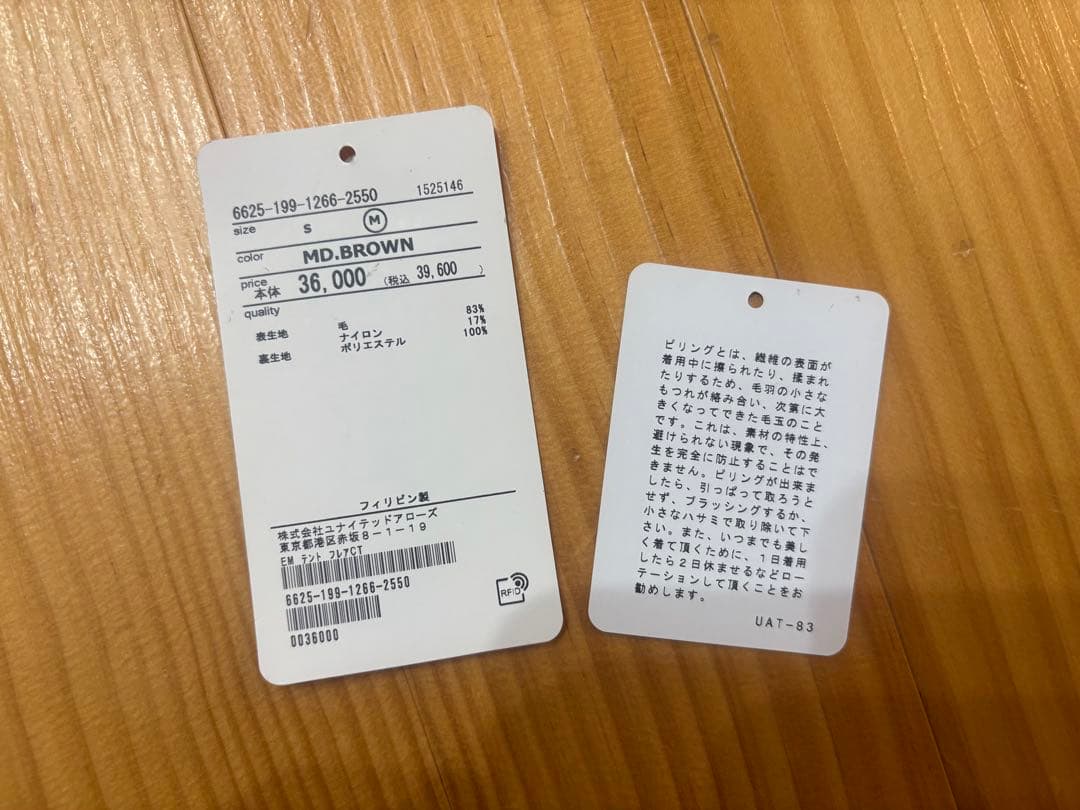 6625-199-1266-2550 1525146
size S M
color MD.BROWN
price 本体 36,000 (税込 39,600 )
quality
表生地 毛 83%
ナイロン 17%
裏生地 ポリエステル 100%
フィリピン製
株式会社ユナイテッドアローズ
東京都港区赤坂8-1-19
EM テント フレアCT
6625-199-1266-2550
0036000
RFID
ピリングとは、繊維の表面が
着用中に擦られたり、揉まれ
たりするため、毛羽の小さな
もつれが絡み合い、次第に大
きくなってできた毛玉のこと
です。これは、素材の特性上、
避けられない現象で、その発
生を完全に防止することはで
きません。ピリングが出来ま
したら、引っぱって取ろうと
せず、ブラッシングするか、
小さなハサミで取り除いて下
さい。また、いつまでも美し
く着て頂くために、1日着用
したら2日休ませるなどロー
テーションして頂くことをお
勧めします。
UAT-83